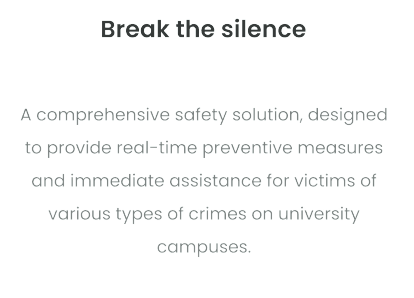 Break the silence
A comprehensive safety solution, designed
to provide real-time preventive measures
and immediate assistance for victims of
various types of crimes on university
campuses.